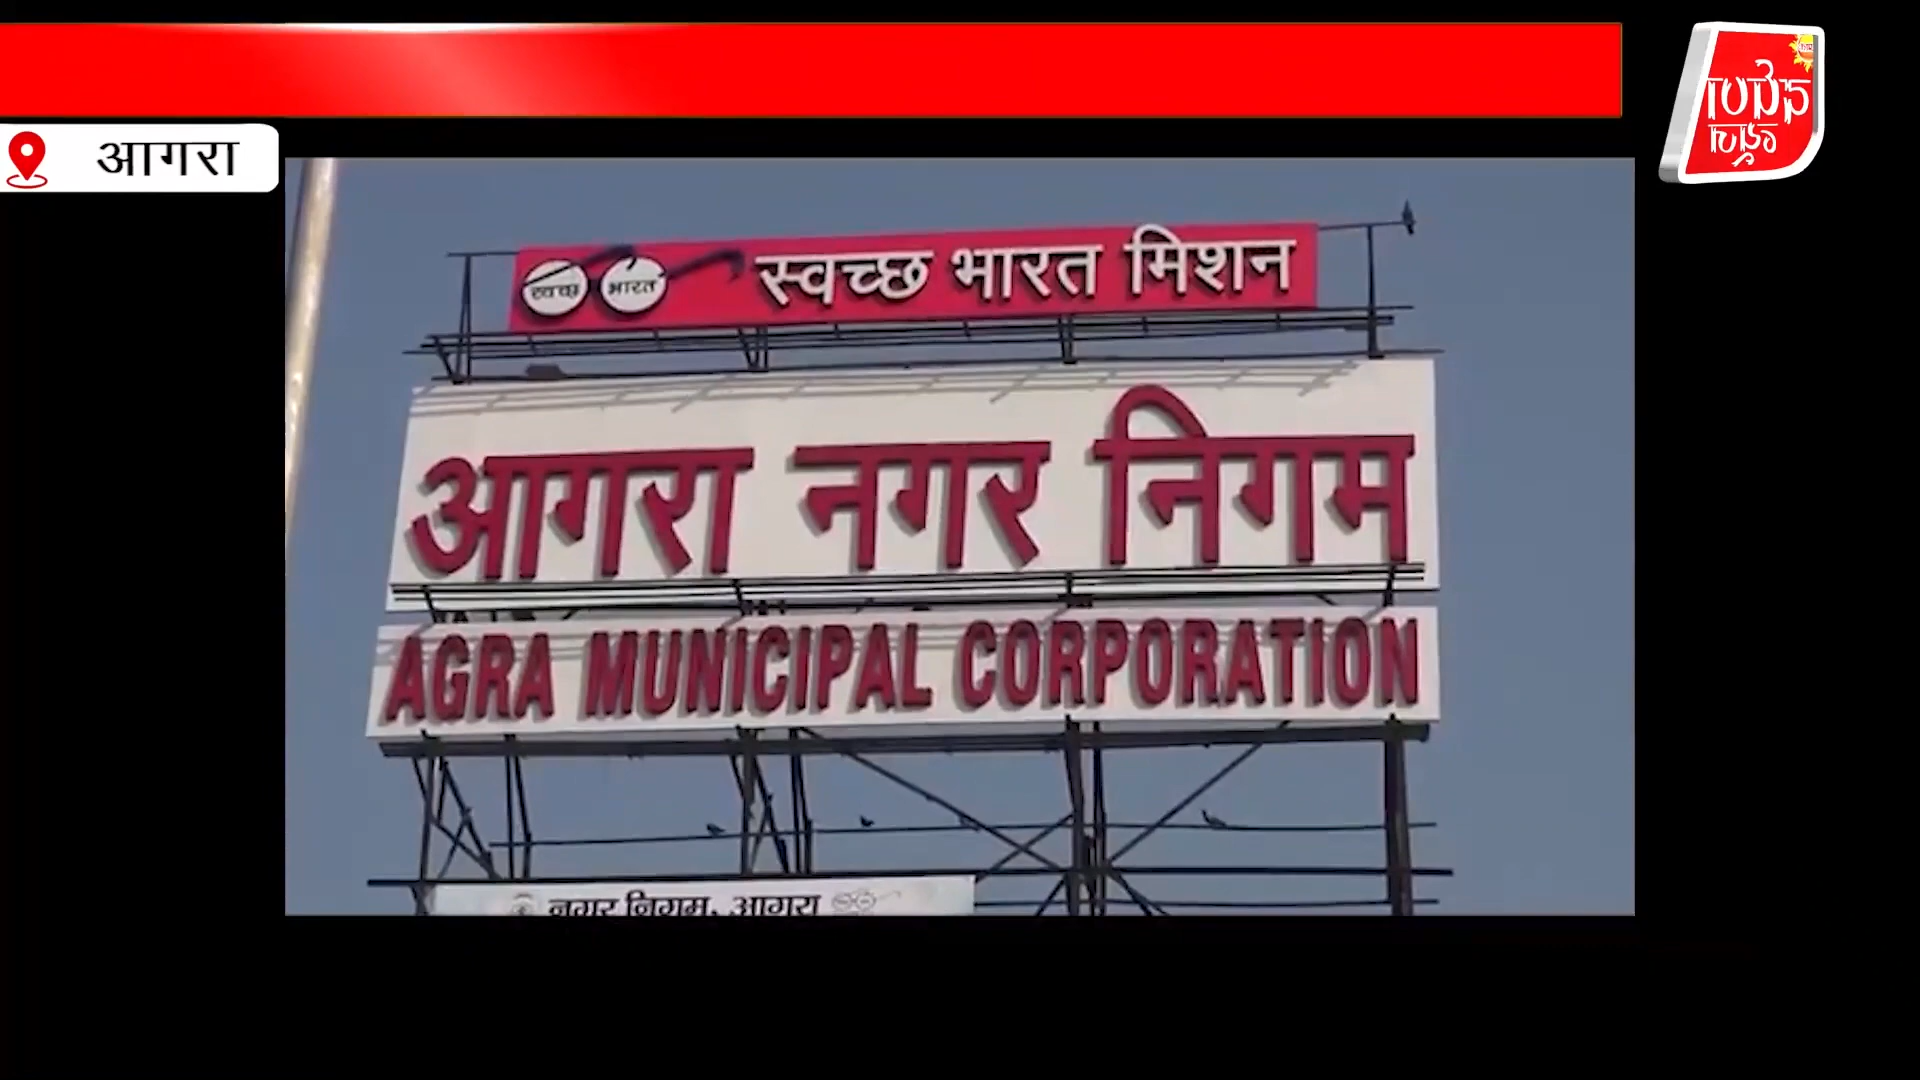 आगरा
स्वच्छ भारत
स्वच्छ भारत मिशन
आगरा नगर निगम
AGRA MUNICIPAL CORPORATION
नगर निगम, आगरा